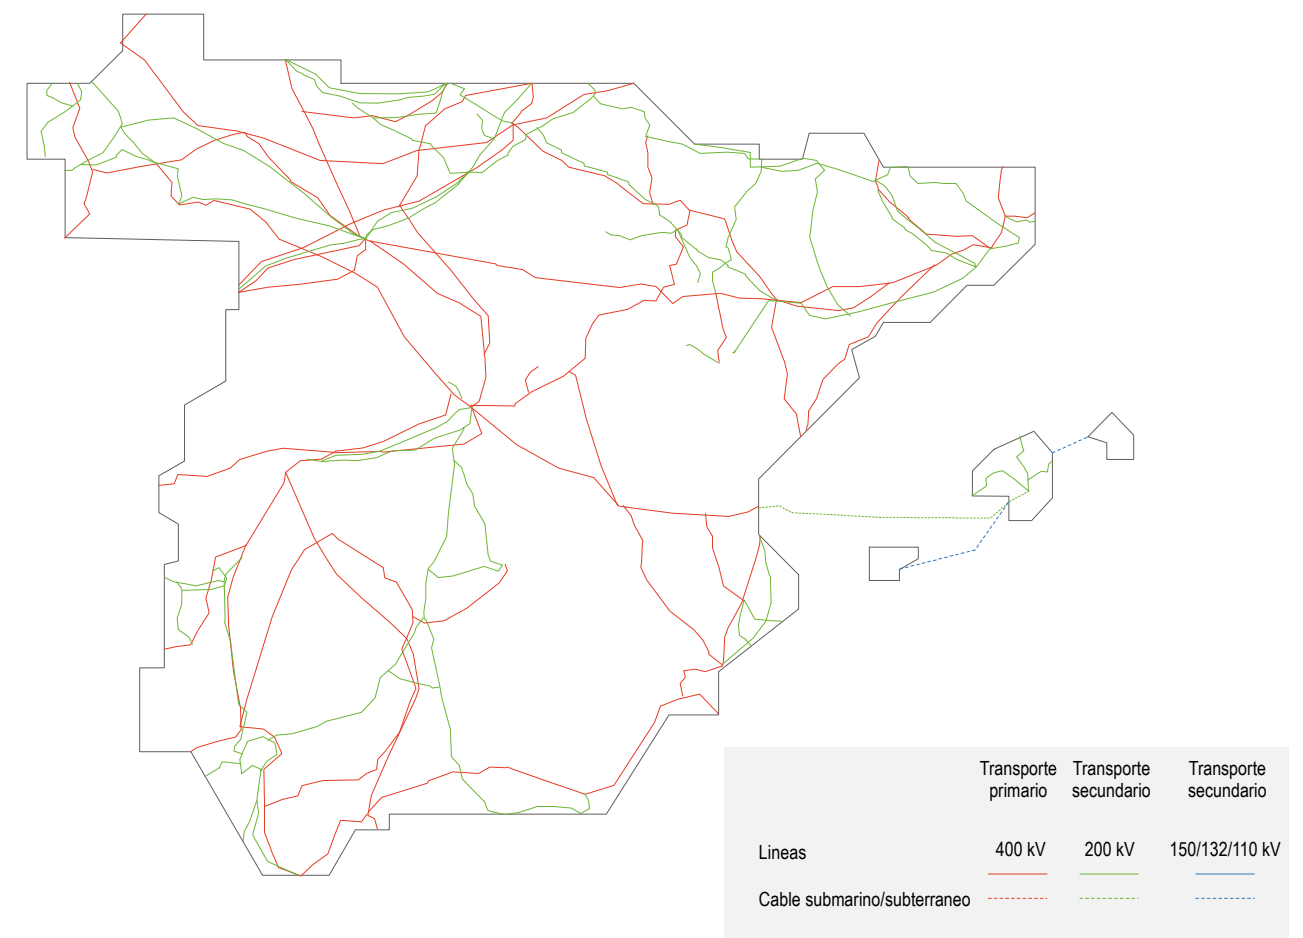 Transporte Transporte Transporte
primario secundario secundario
Lineas 400 kV 200 kV 150/132/110 kV
Cable submarino/subterraneo